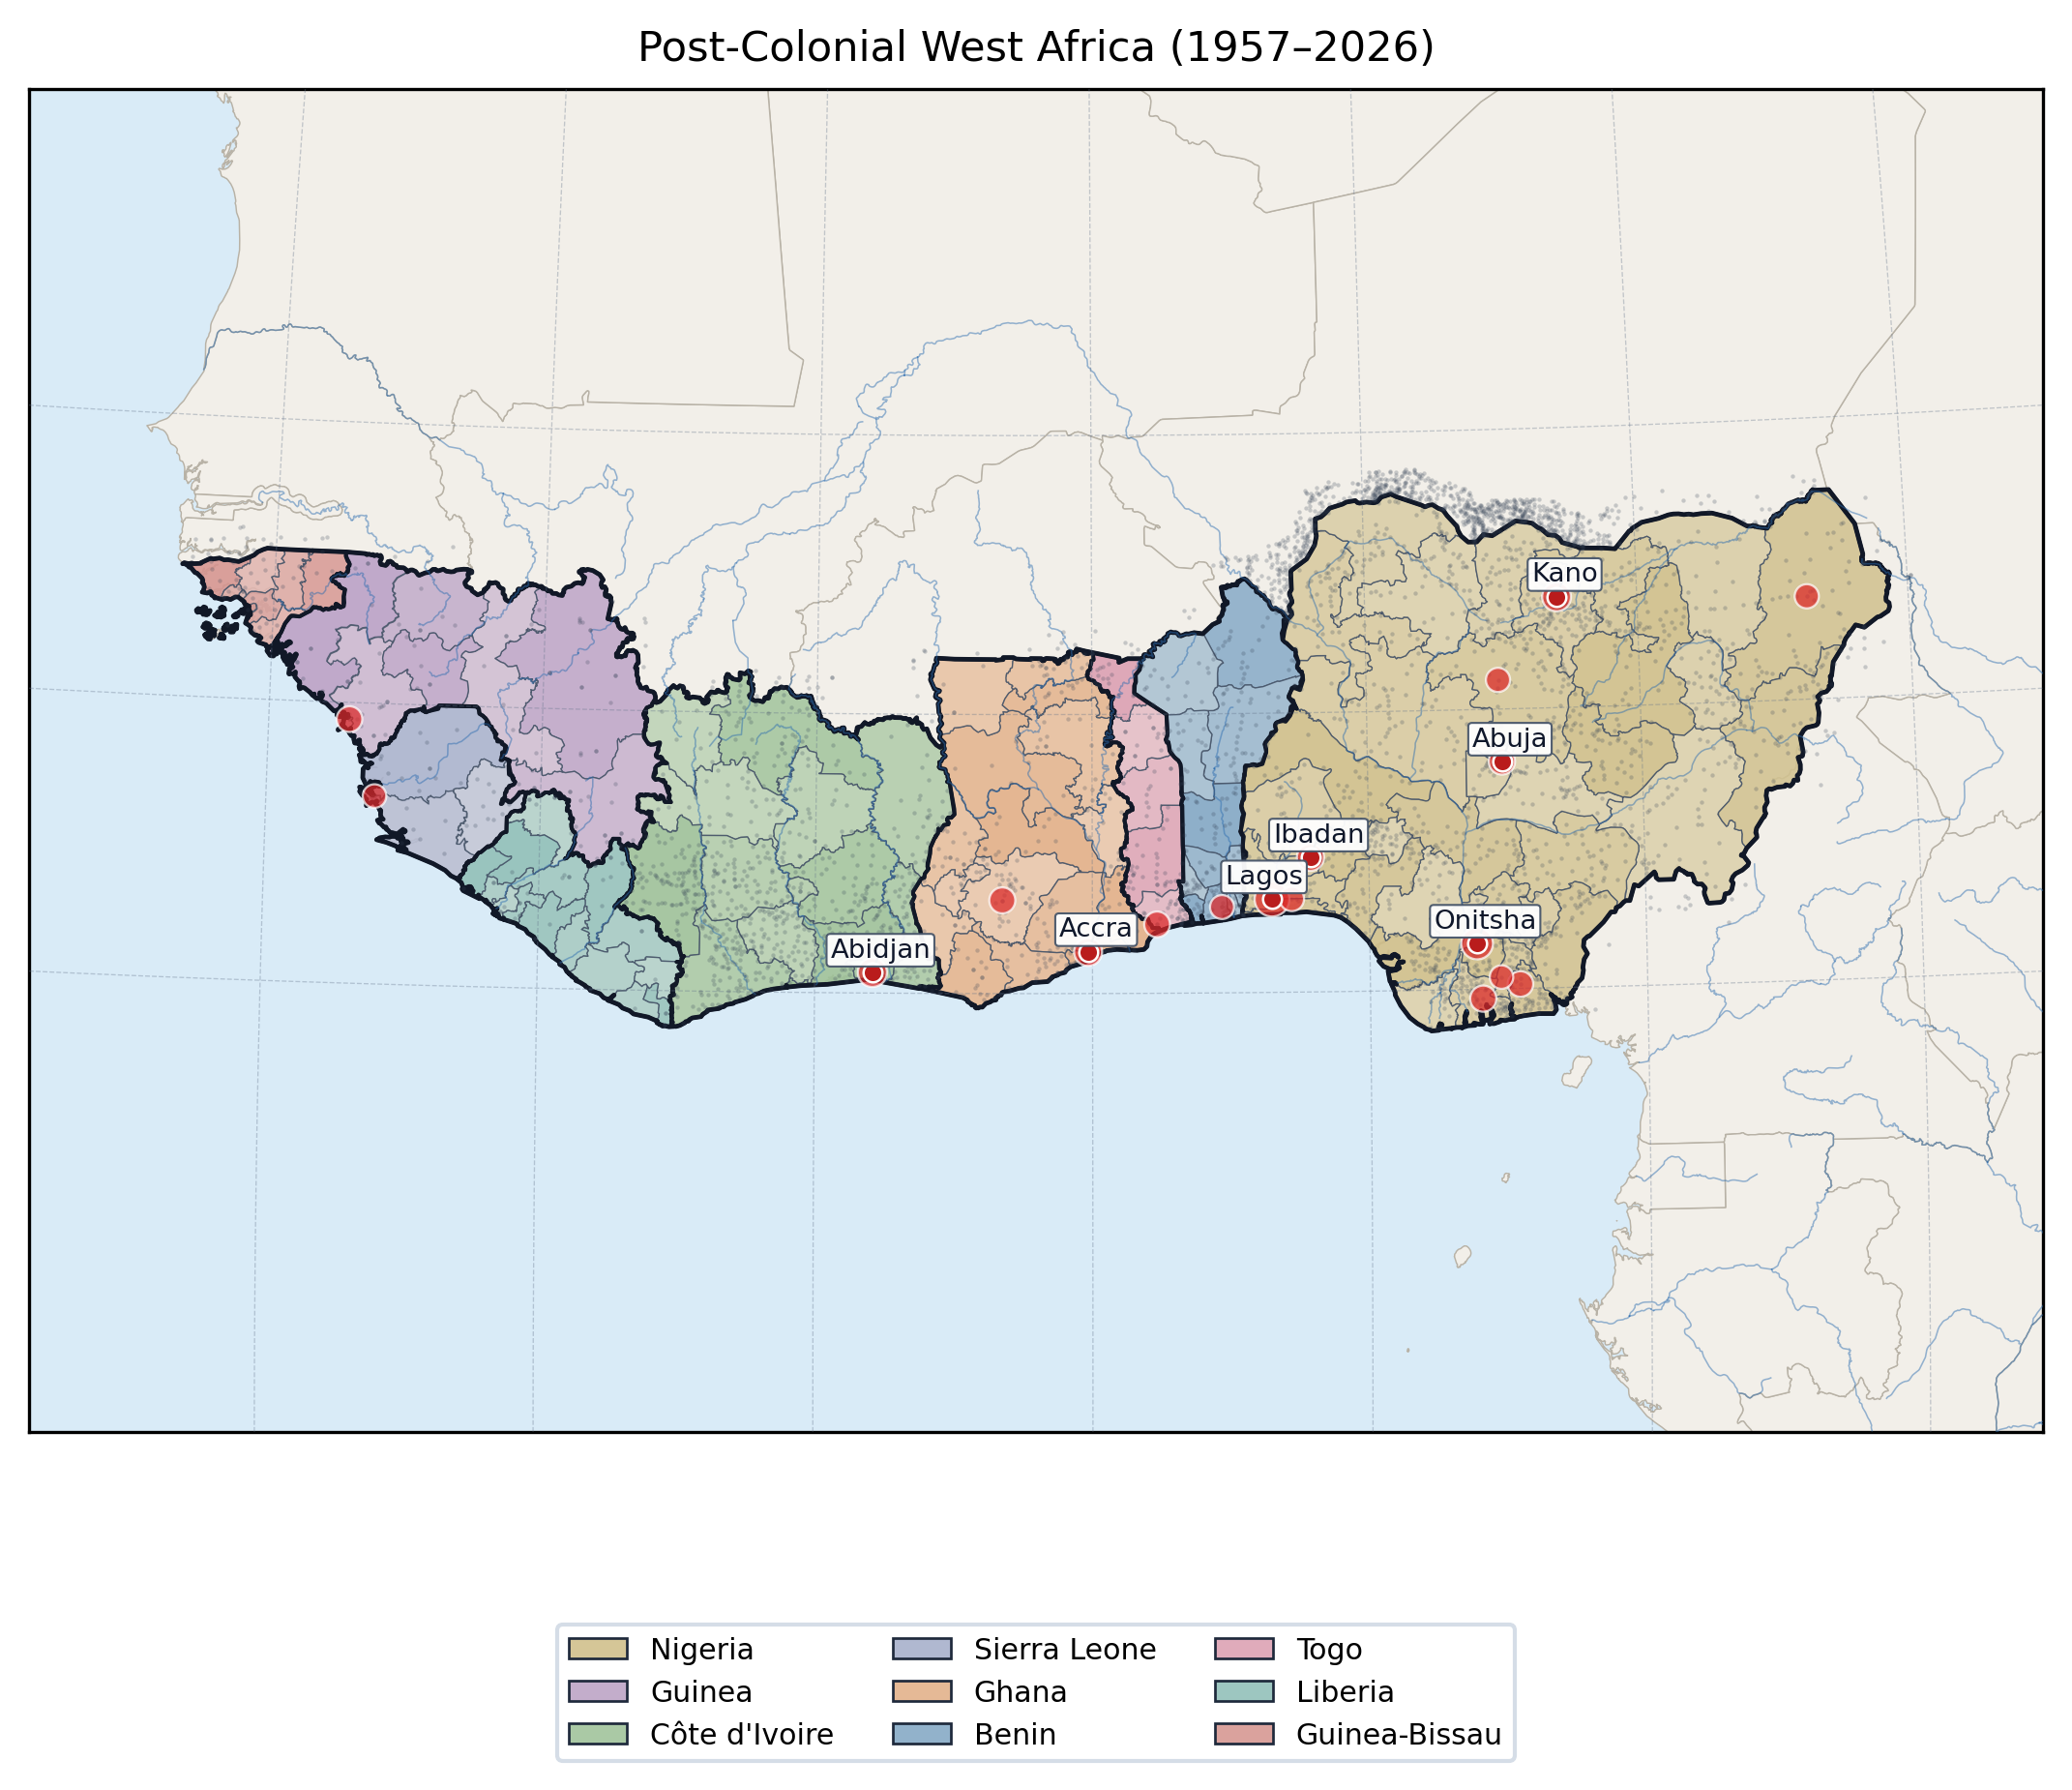 Post-Colonial West Africa (1957–2026)
Kano
Abuja
Ibadan
Lagos
Onitsha
Accra
Abidjan
Nigeria
Guinea
Côte d'Ivoire
Sierra Leone
Ghana
Benin
Togo
Liberia
Guinea-Bissau